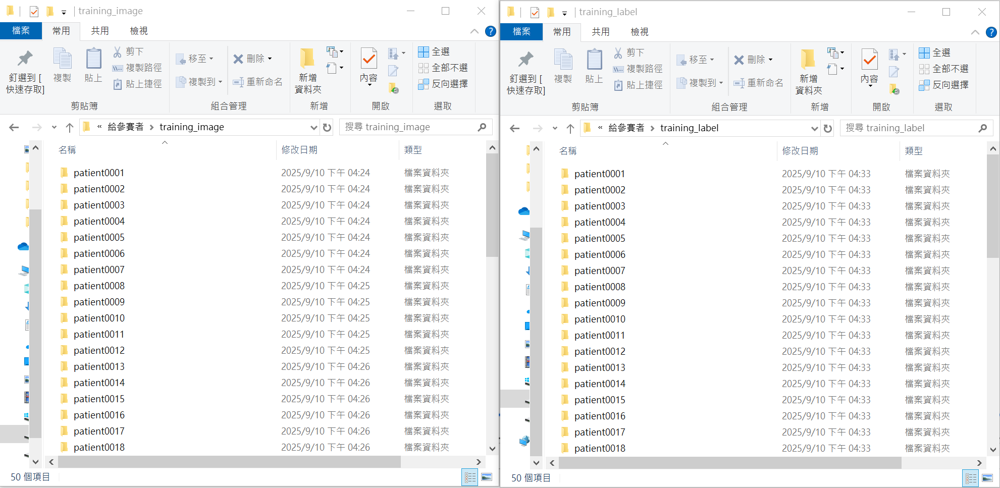 training_image
檔案 常用 共用 檢視
釘選到 [
快速存取]
複製
貼上
剪下
複製路徑
貼上捷徑
移至
複製到
刪除
重新命名
新增
資料夾
內容
全選
全部不選
反向選擇
剪貼簿 組合管理 新增 開啟 選取
« 給參賽者 > training_image
搜尋 training_image
名稱 修改日期 類型
patient0001 2025/9/10 下午 04:24 檔案資料夾
patient0002 2025/9/10 下午 04:24 檔案資料夾
patient0003 2025/9/10 下午 04:24 檔案資料夾
patient0004 2025/9/10 下午 04:24 檔案資料夾
patient0005 2025/9/10 下午 04:24 檔案資料夾
patient0006 2025/9/10 下午 04:24 檔案資料夾
patient0007 2025/9/10 下午 04:24 檔案資料夾
patient0008 2025/9/10 下午 04:25 檔案資料夾
patient0009 2025/9/10 下午 04:25 檔案資料夾
patient0010 2025/9/10 下午 04:25 檔案資料夾
patient0011 2025/9/10 下午 04:25 檔案資料夾
patient0012 2025/9/10 下午 04:25 檔案資料夾
patient0013 2025/9/10 下午 04:26 檔案資料夾
patient0014 2025/9/10 下午 04:26 檔案資料夾
patient0015 2025/9/10 下午 04:26 檔案資料夾
patient0016 2025/9/10 下午 04:26 檔案資料夾
patient0017 2025/9/10 下午 04:26 檔案資料夾
patient0018 2025/9/10 下午 04:26 檔案資料夾
50 個項目
training_label
檔案 常用 共用 檢視
釘選到 [
快速存取]
複製
貼上
剪下
複製路徑
貼上捷徑
移至
複製到
刪除
重新命名
新增
資料夾
內容
全選
全部不選
反向選擇
剪貼簿 組合管理 新增 開啟 選取
« 給參賽者 > training_label
搜尋 training_label
名稱 修改日期 類型
patient0001 2025/9/10 下午 04:33 檔案資料夾
patient0002 2025/9/10 下午 04:33 檔案資料夾
patient0003 2025/9/10 下午 04:33 檔案資料夾
patient0004 2025/9/10 下午 04:33 檔案資料夾
patient0005 2025/9/10 下午 04:33 檔案資料夾
patient0006 2025/9/10 下午 04:33 檔案資料夾
patient0007 2025/9/10 下午 04:33 檔案資料夾
patient0008 2025/9/10 下午 04:33 檔案資料夾
patient0009 2025/9/10 下午 04:33 檔案資料夾
patient0010 2025/9/10 下午 04:33 檔案資料夾
patient0011 2025/9/10 下午 04:33 檔案資料夾
patient0012 2025/9/10 下午 04:33 檔案資料夾
patient0013 2025/9/10 下午 04:33 檔案資料夾
patient0014 2025/9/10 下午 04:33 檔案資料夾
patient0015 2025/9/10 下午 04:33 檔案資料夾
patient0016 2025/9/10 下午 04:33 檔案資料夾
patient0017 2025/9/10 下午 04:33 檔案資料夾
patient0018 2025/9/10 下午 04:33 檔案資料夾
50 個項目